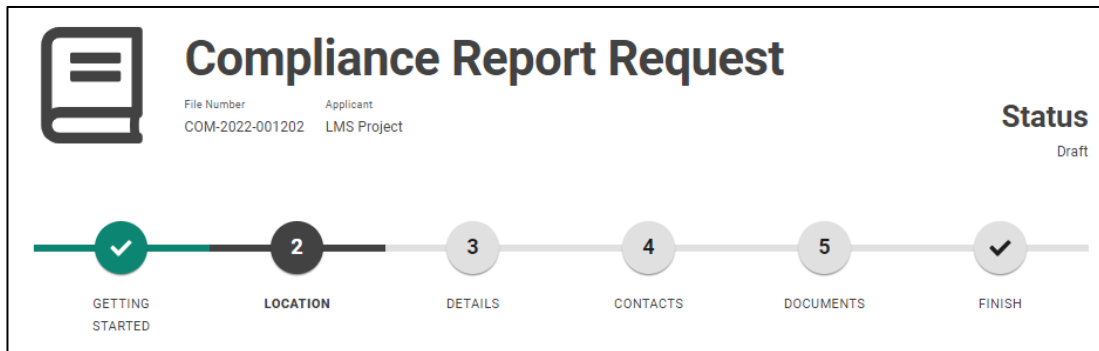 Compliance Report Request
File Number
Applicant
COM-2022-001202
LMS Project
Status
Draft
2
3
4
5
GETTING
STARTED
LOCATION
DETAILS
CONTACTS
DOCUMENTS
FINISH